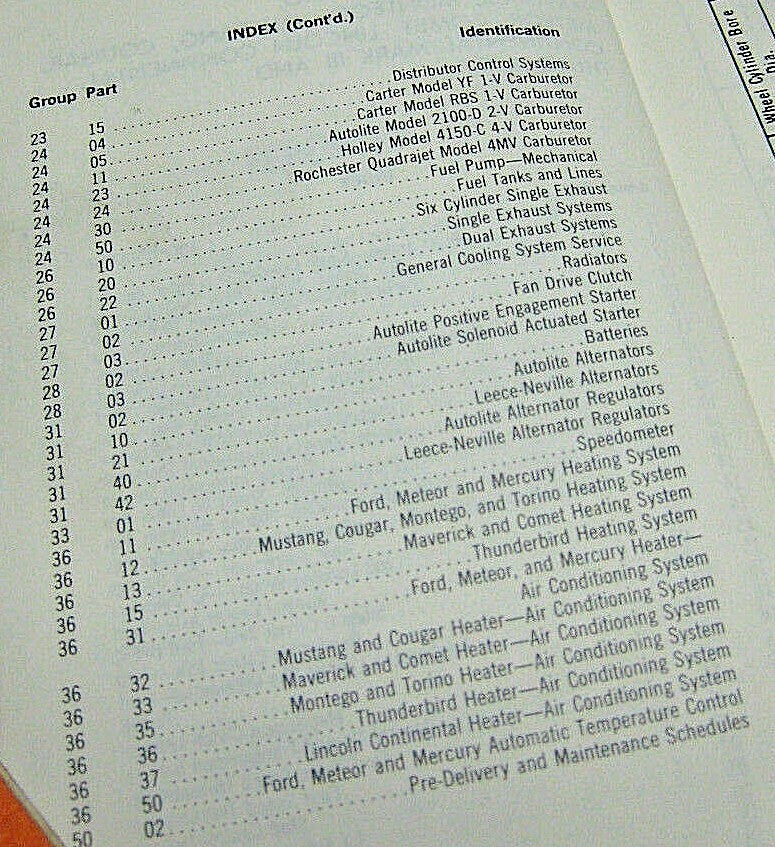 INDEX (Cont'd.)
Group Part Identification
23 15 Distributor Control Systems
24 04 Carter Model YF 1-V Carburetor
24 05 Carter Model RBS 1-V Carburetor
24 11 Autolite Model 2100-D 2-V Carburetor
24 23 Holley Model 4150-C 4-V Carburetor
24 24 Rochester Quadrajet Model 4MV Carburetor
24 30 Fuel Pump—Mechanical
24 50 Fuel Tanks and Lines
26 10 Six Cylinder Single Exhaust
26 20 Single Exhaust Systems
26 22 Dual Exhaust Systems
27 01 General Cooling System Service
27 02 Radiators
27 03 Fan Drive Clutch
28 02 Autolite Positive Engagement Starter
28 03 Autolite Solenoid Actuated Starter
31 02 Batteries
31 10 Autolite Alternators
31 21 Leece-Neville Alternators
31 40 Autolite Alternator Regulators
31 42 Leece-Neville Alternator Regulators
33 01 Speedometer
36 11 Ford, Meteor and Mercury Heating System
36 12 Mustang, Cougar, Montego, and Torino Heating System
36 13 Maverick and Comet Heating System
36 15 Thunderbird Heating System
36 31 Ford, Meteor, and Mercury Heater—
Air Conditioning System
36 32 Mustang and Cougar Heater—Air Conditioning System
36 33 Maverick and Comet Heater—Air Conditioning System
36 35 Montego and Torino Heater—Air Conditioning System
36 36 Thunderbird Heater—Air Conditioning System
36 37 Lincoln Continental Heater—Air Conditioning System
36 50 Ford, Meteor and Mercury Automatic Temperature Control
50 02 Pre-Delivery and Maintenance Schedules
Wheel Cylinder Bore
Dia.